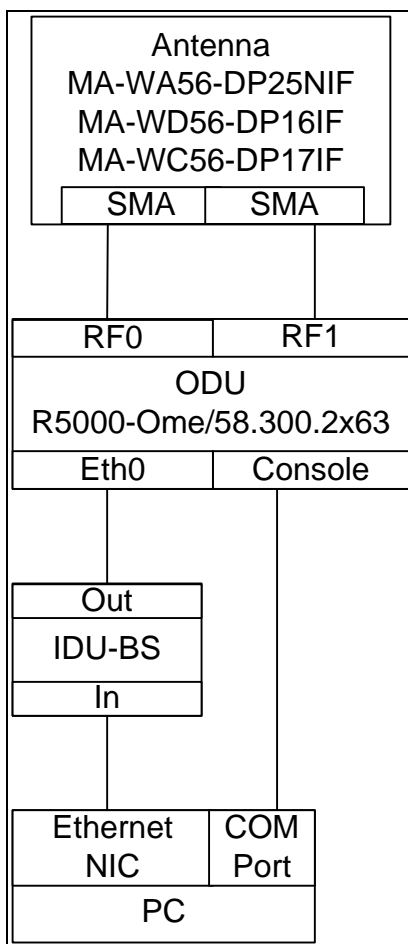 Antenna
MA-WA56-DP25NIF
MA-WD56-DP16IF
MA-WC56-DP17IF
SMA SMA
RF0 RF1
ODU
R5000-Ome/58.300.2x63
Eth0 Console
Out
IDU-BS
In
Ethernet NIC
COM Port
PC